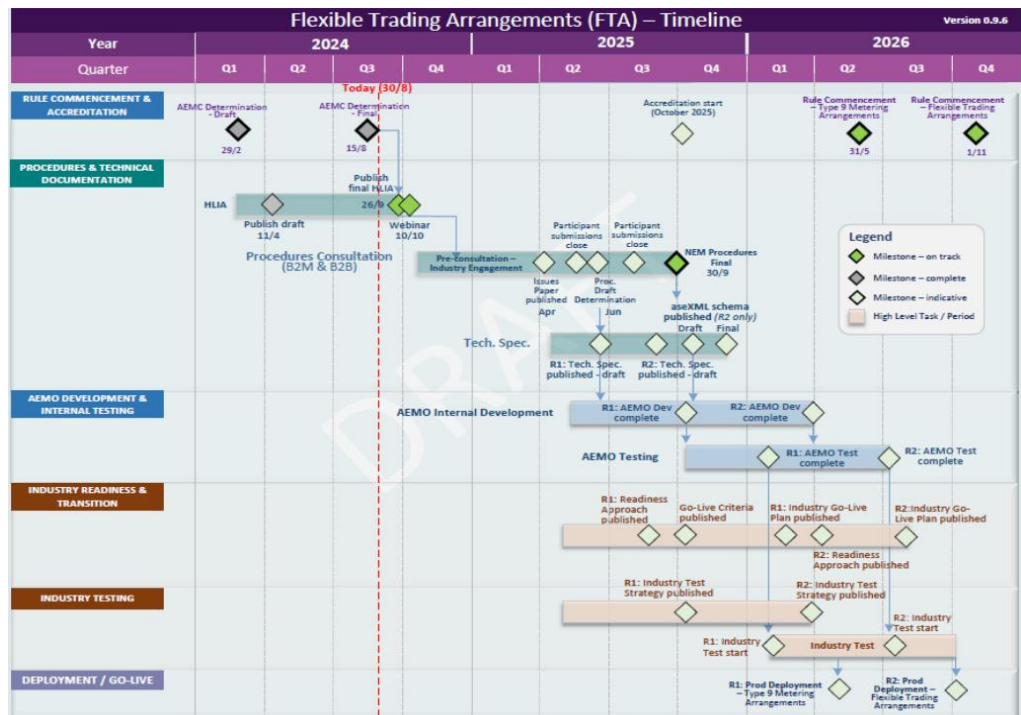 Flexible Trading Arrangements (FTA) – Timeline
Version 0.9.6
Year
2024
2025
2026
Quarter
Q1
Q2
Q3
Q4
Q1
Q2
Q3
Q4
Q1
Q2
Q3
Q4
Today (30/8)
RULE COMMENCEMENT &
ACCREDITATION
AEMC Determination
- Draft
29/2
AEMC Determination
- Final
15/8
Accreditation start
(October 2025)
Rule Commencement
– Type 9 Metering
Arrangements
31/5
Rule Commencement
– Flexible Trading
Arrangements
1/11
PROCEDURES & TECHNICAL
DOCUMENTATION
HLIA
Publish draft
11/4
Publish
final HLIA
26/9
Webinar
10/10
Procedures Consultation
(B2M & B2B)
Pre-consultation –
Industry Engagement
Participant
submissions
close
Participant
submissions
close
NEM Procedures
Final
30/9
Issues
Paper
published
Apr
Proc.
Draft
Determination
Jun
aseXML schema
published (R2 only)
Draft
Final
Tech. Spec.
R1: Tech. Spec.
published - draft
R2: Tech. Spec.
published - draft
Legend
Milestone – on track
Milestone – complete
Milestone – indicative
High Level Task / Period
DRAFT
AEMO DEVELOPMENT &
INTERNAL TESTING
AEMO Internal Development
R1: AEMO Dev
complete
R2: AEMO Dev
complete
AEMO Testing
R1: AEMO Test
complete
R2: AEMO Test
complete
INDUSTRY READINESS &
TRANSITION
R1: Readiness
Approach
published
Go-Live Criteria
published
R1: Industry Go-Live
Plan published
R2:Industry Go-
Live Plan published
R2: Readiness
Approach published
INDUSTRY TESTING
R1: Industry Test
Strategy published
R2: Industry Test
Strategy published
R1: Industry
Test start
Industry Test
R2: Industry
Test start
DEPLOYMENT / GO-LIVE
R1: Prod Deployment
– Type 9 Metering
Arrangements
R2: Prod
Deployment –
Flexible Trading
Arrangements